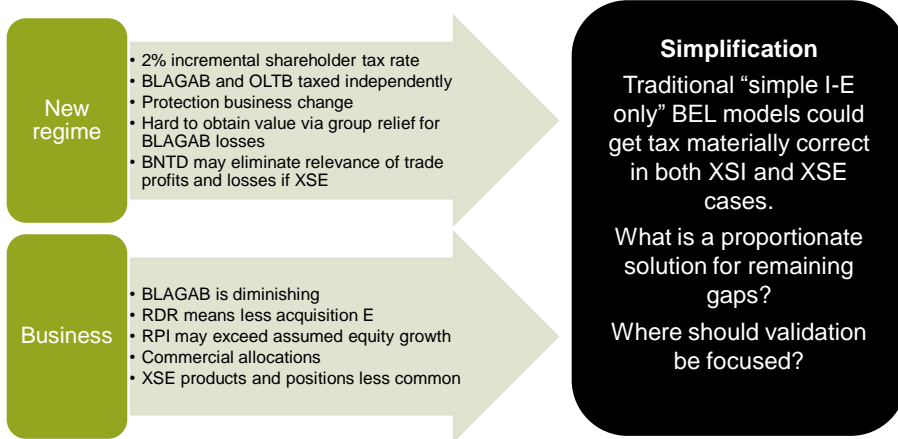 New
regime
• 2% incremental shareholder tax rate
• BLAGAB and OLTB taxed independently
• Protection business change
• Hard to obtain value via group relief for
BLAGAB losses
• BNTD may eliminate relevance of trade
profits and losses if XSE
Business
• BLAGAB is diminishing
• RDR means less acquisition E
• RPI may exceed assumed equity growth
• Commercial allocations
• XSE products and positions less common
Simplification
Traditional “simple I-E
only” BEL models could
get tax materially correct
in both XSI and XSE
cases.
What is a proportionate
solution for remaining
gaps?
Where should validation
be focused?